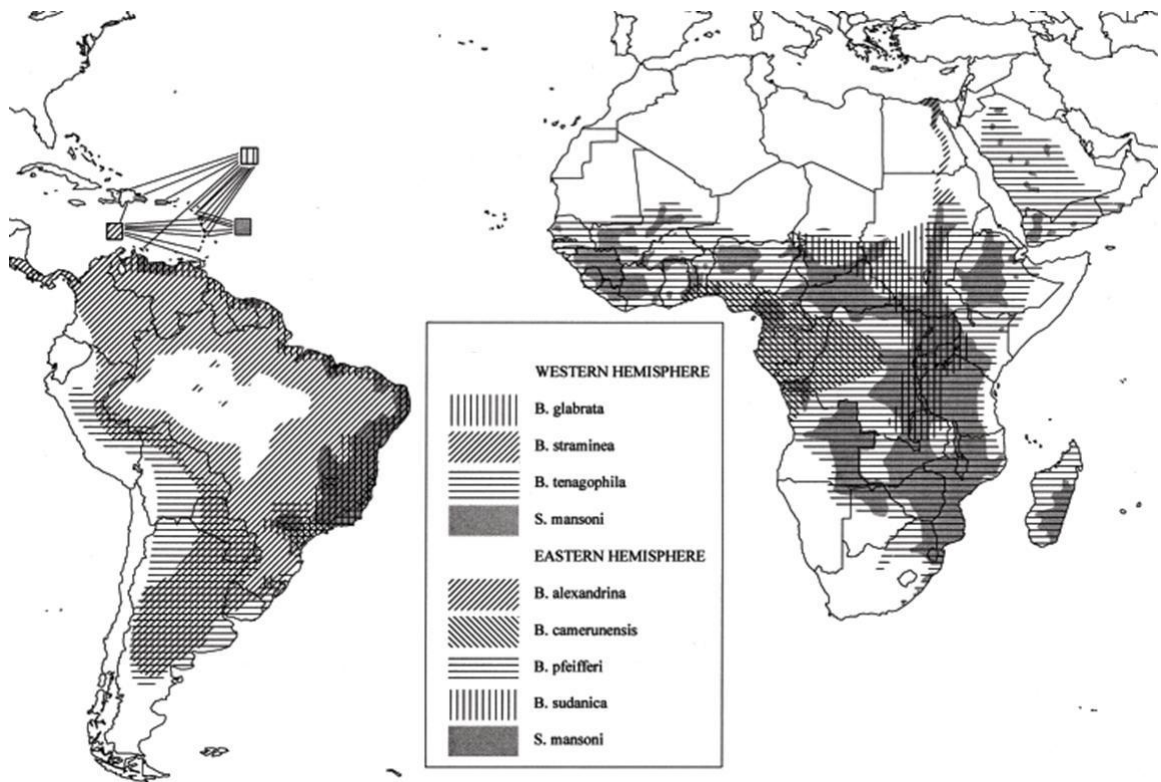 WESTERN HEMISPHERE
B. glabrata
B. straminea
B. tenagophila
S. mansoni
EASTERN HEMISPHERE
B. alexandrina
B. camerunensis
B. pfeifferi
B. sudanica
S. mansoni